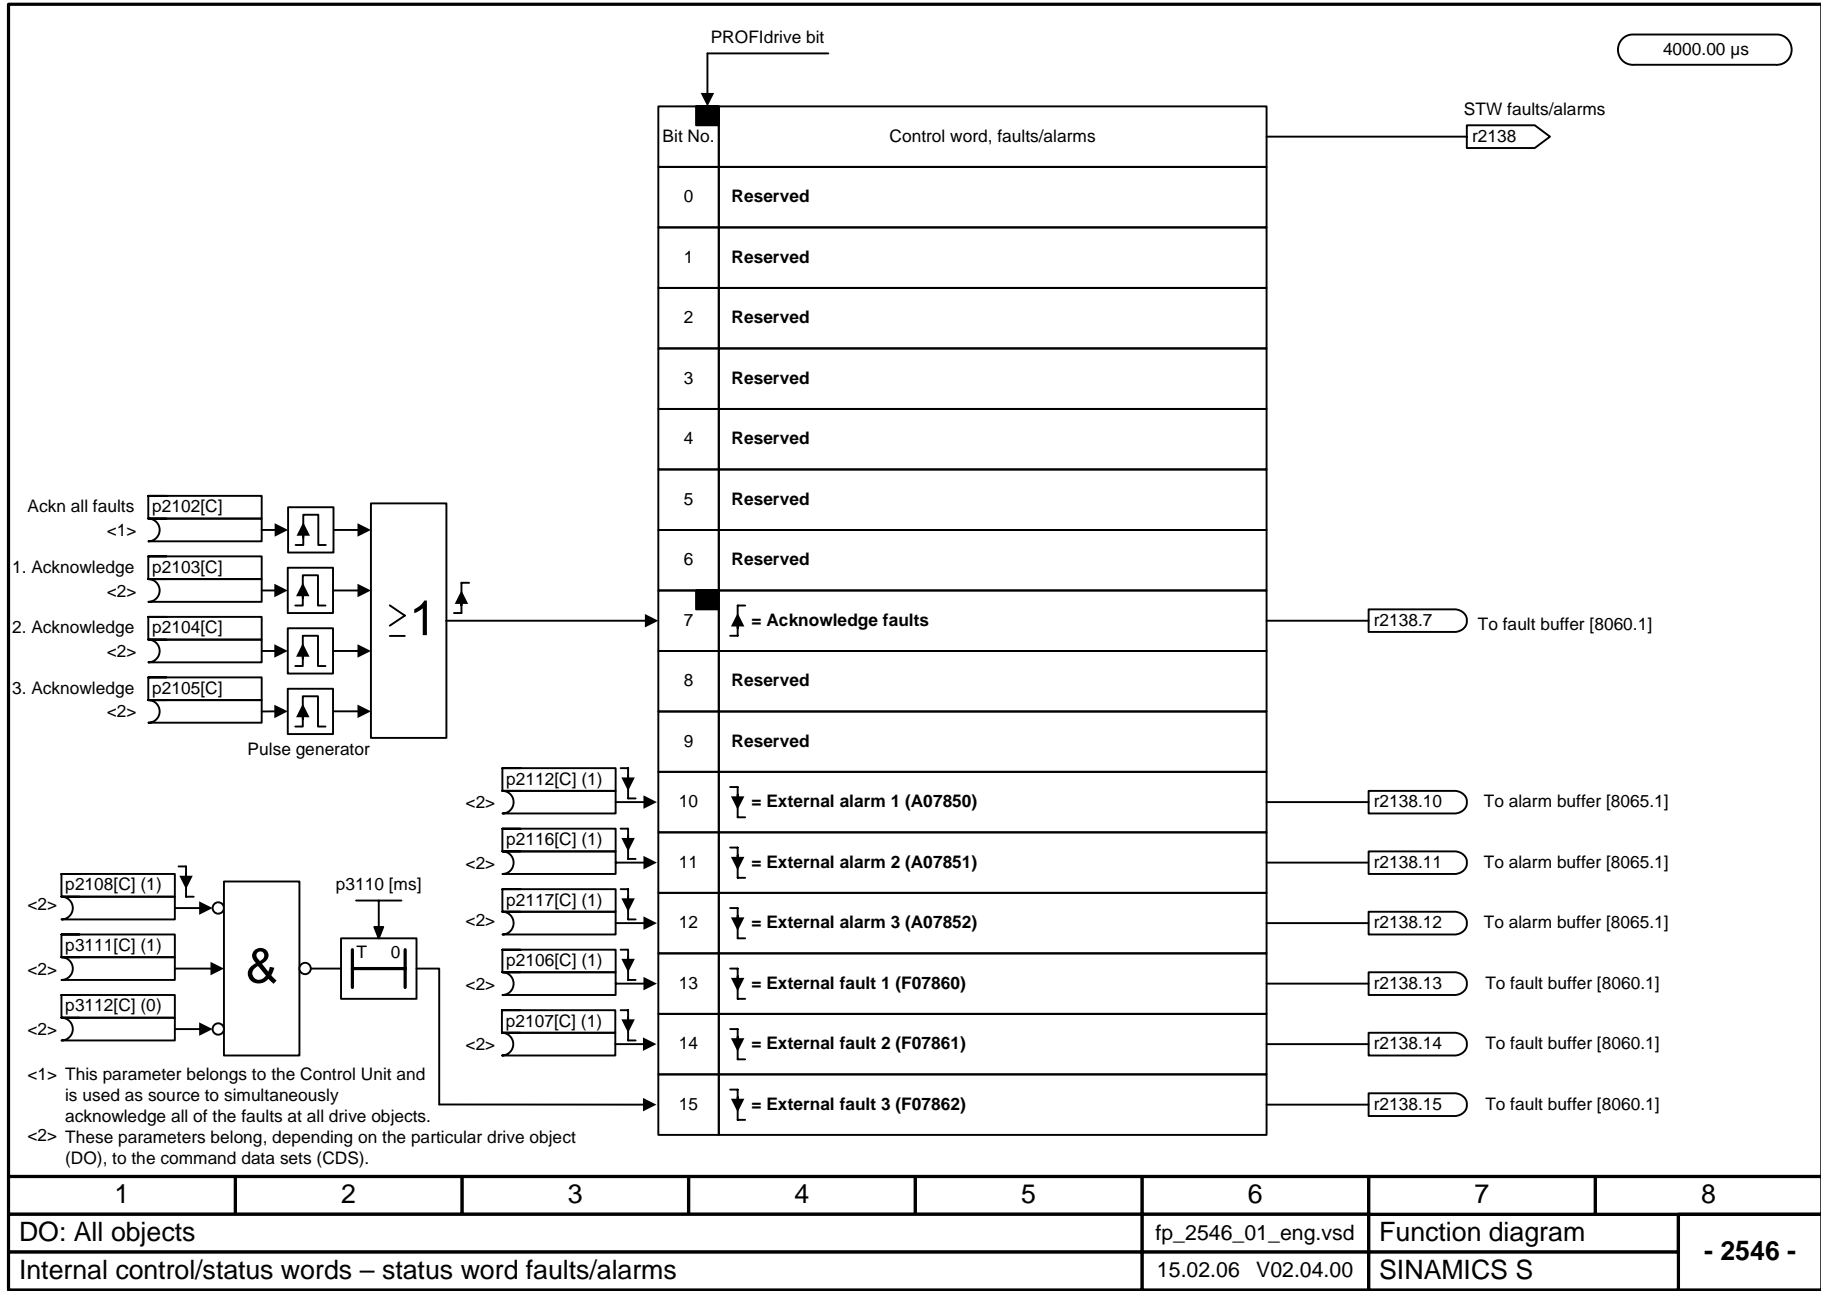 PROFIdrive bit
4000.00 µs
STW faults/alarms
Bit No. Control word, faults/alarms r2138
0 Reserved
1 Reserved
2 Reserved
3 Reserved
4 Reserved
5 Reserved
6 Reserved
Ackn all faults p2102[C]
<1>
1. Acknowledge p2103[C]
<2>
2. Acknowledge p2104[C]
<2>
3. Acknowledge p2105[C]
<2>
Pulse generator
≥1
7 = Acknowledge faults r2138.7 To fault buffer [8060.1]
8 Reserved
9 Reserved
p2112[C] (1)
<2> 10 = External alarm 1 (A07850) r2138.10 To alarm buffer [8065.1]
p2116[C] (1)
<2> 11 = External alarm 2 (A07851) r2138.11 To alarm buffer [8065.1]
p2117[C] (1)
<2> 12 = External alarm 3 (A07852) r2138.12 To alarm buffer [8065.1]
p2106[C] (1)
<2> 13 = External fault 1 (F07860) r2138.13 To fault buffer [8060.1]
p2107[C] (1)
<2> 14 = External fault 2 (F07861) r2138.14 To fault buffer [8060.1]
15 = External fault 3 (F07862) r2138.15 To fault buffer [8060.1]
p2108[C] (1)
<2>
p3111[C] (1)
<2>
p3112[C] (0)
<2>
&
p3110 [ms]
T 0
<1> This parameter belongs to the Control Unit and
is used as source to simultaneously
acknowledge all of the faults at all drive objects.
<2> These parameters belong, depending on the particular drive object
(DO), to the command data sets (CDS).
1 2 3 4 5 6 7 8
DO: All objects fp_2546_01_eng.vsd Function diagram
- 2546 -
Internal control/status words – status word faults/alarms 15.02.06 V02.04.00 SINAMICS S